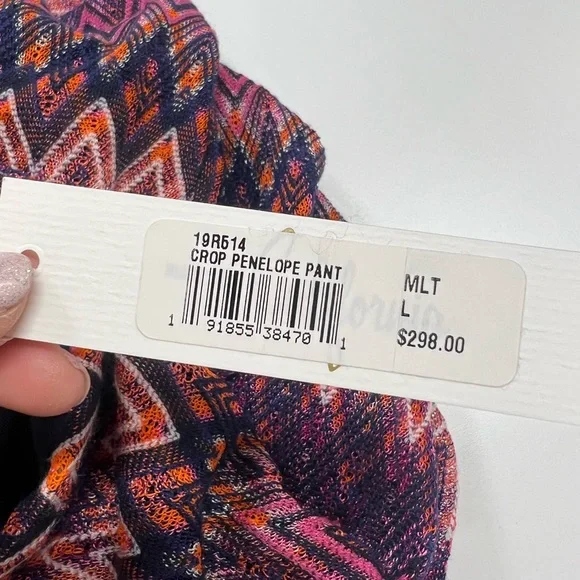 19R514
CROP PENELOPE PANT
1 91855 38470 1
MLT
L
$298.00